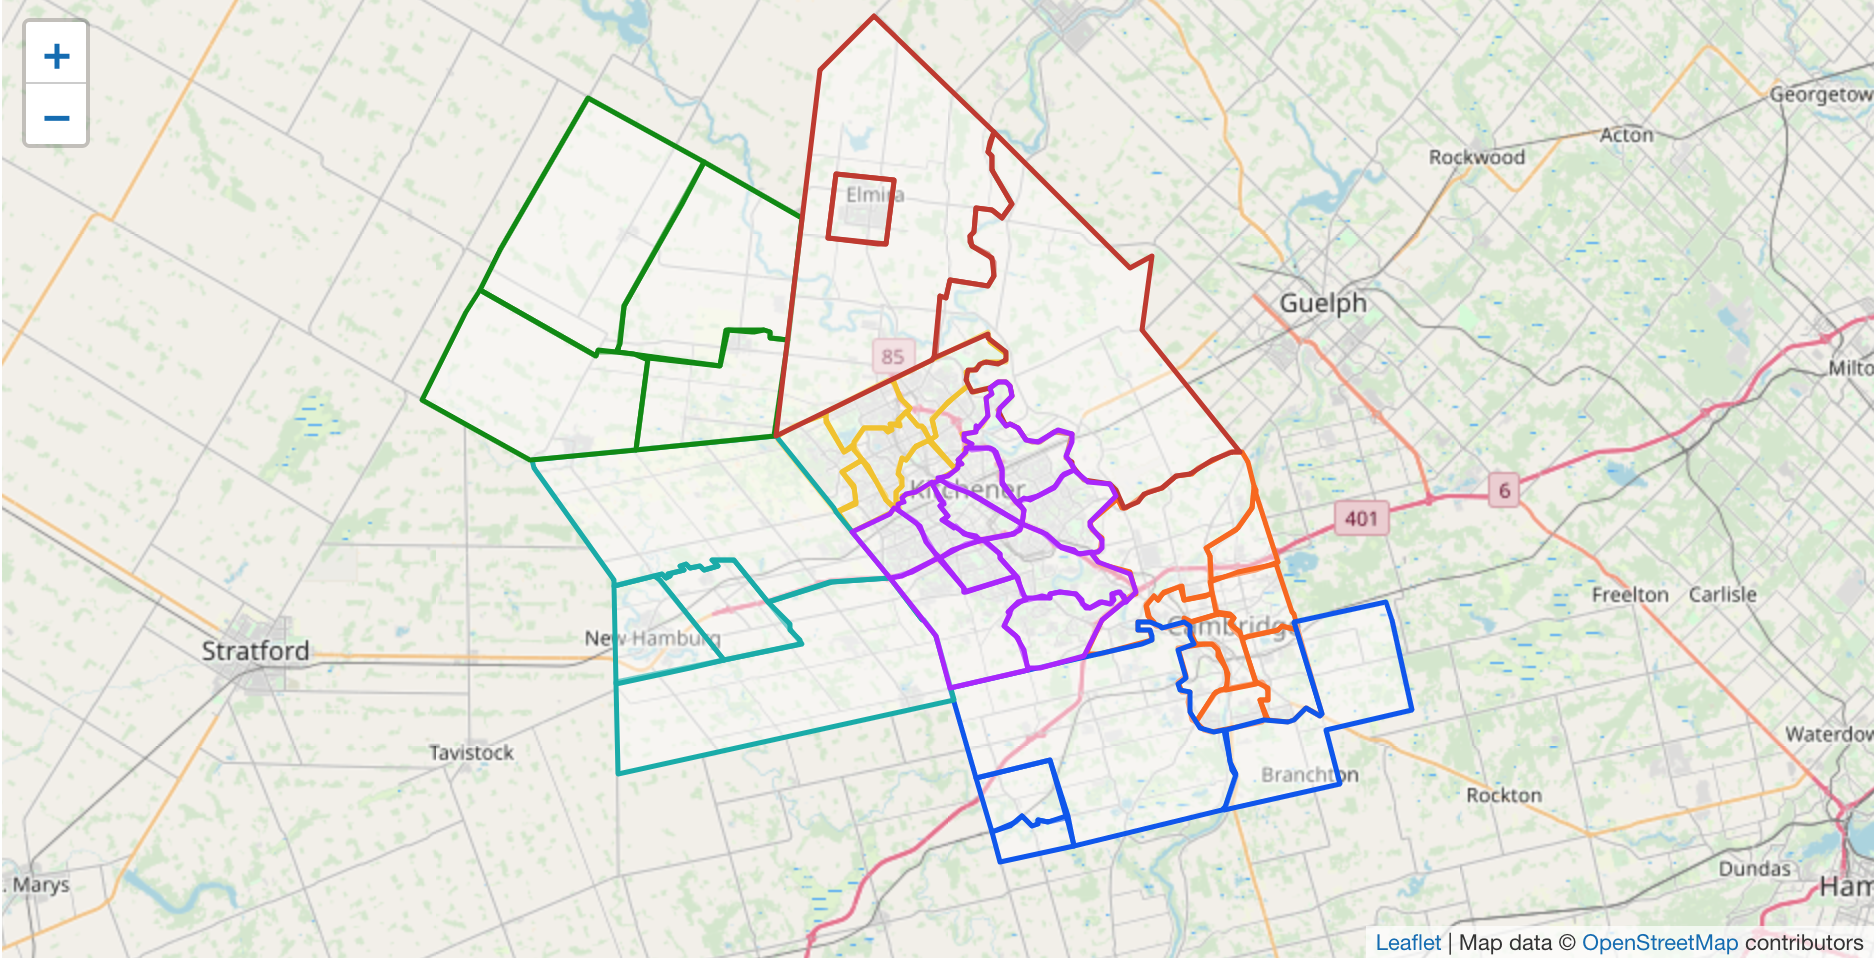 +
−
Georgetow
Acton
Rockwood
Elmira
Guelph
85
Milto
Kitchener
6
401
Freelton
Carlisle
Cambridge
New Hamburg
Stratford
Waterdow
Tavistock
Branchton
Rockton
Dundas
. Marys
Ham
Leaflet | Map data © OpenStreetMap contributors